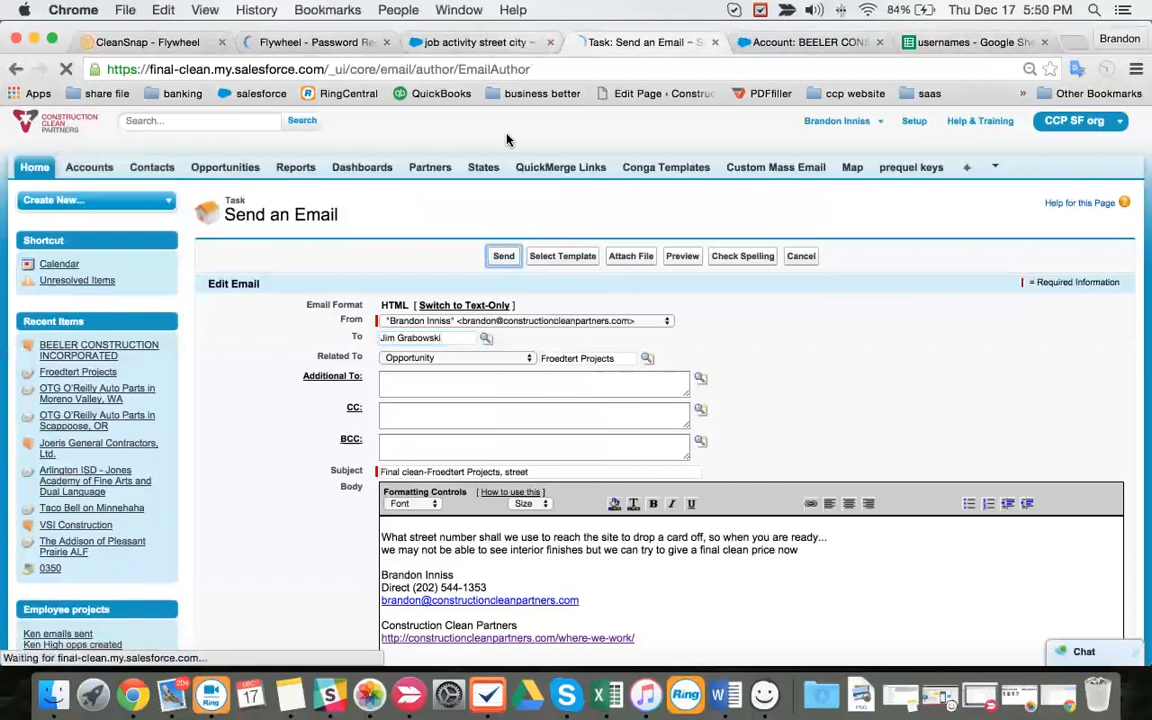 Chrome File Edit View History Bookmarks People Window Help 84% Thu Dec 17 5:50 PM
CleanSnap - Flywheel × Flywheel - Password Re × job activity street city – × Task: Send an Email ~ S × Account: BEELER CON × usernames - Google Sh × Brandon
https://final-clean.my.salesforce.com/_ui/core/email/author/EmailAuthor
Apps share file banking salesforce RingCentral QuickBooks business better Edit Page ‹ Constru PDFfiller ccp website saas » Other Bookmarks
CONSTRUCTION CLEAN PARTNERS Search... Search Brandon Inniss Setup Help & Training CCP SF org
Home Accounts Contacts Opportunities Reports Dashboards Partners States QuickMerge Links Conga Templates Custom Mass Email Map prequel keys +
Create New...
Shortcut
Calendar
Unresolved Items
Recent Items
BEELER CONSTRUCTION
INCORPORATED
Froedtert Projects
OTG O'Reilly Auto Parts in
Moreno Valley, WA
OTG O'Reilly Auto Parts in
Scappoose, OR
Joeris General Contractors,
Ltd.
Arlington ISD - Jones
Academy of Fine Arts and
Dual Language
Taco Bell on Minnehaha
VSI Construction
The Addison of Pleasant
Prairie ALF
0350
Employee projects
Ken emails sent
Ken High opps created
Waiting for final-clean.my.salesforce.com...
Task
Send an Email
Help for this Page
Send Select Template Attach File Preview Check Spelling Cancel
Edit Email = Required Information
Email Format HTML [ Switch to Text-Only ]
From "Brandon Inniss" <brandon@constructioncleanpartners.com>
To Jim Grabowski
Related To Opportunity Froedtert Projects
Additional To:
CC:
BCC:
Subject Final clean-Froedtert Projects, street
Body
Formatting Controls [How to use this]
Font Size B I U
What street number shall we use to reach the site to drop a card off, so when you are ready...
we may not be able to see interior finishes but we can try to give a final clean price now
Brandon Inniss
Direct (202) 544-1353
brandon@constructioncleanpartners.com
Construction Clean Partners
http://constructioncleanpartners.com/where-we-work/
Chat